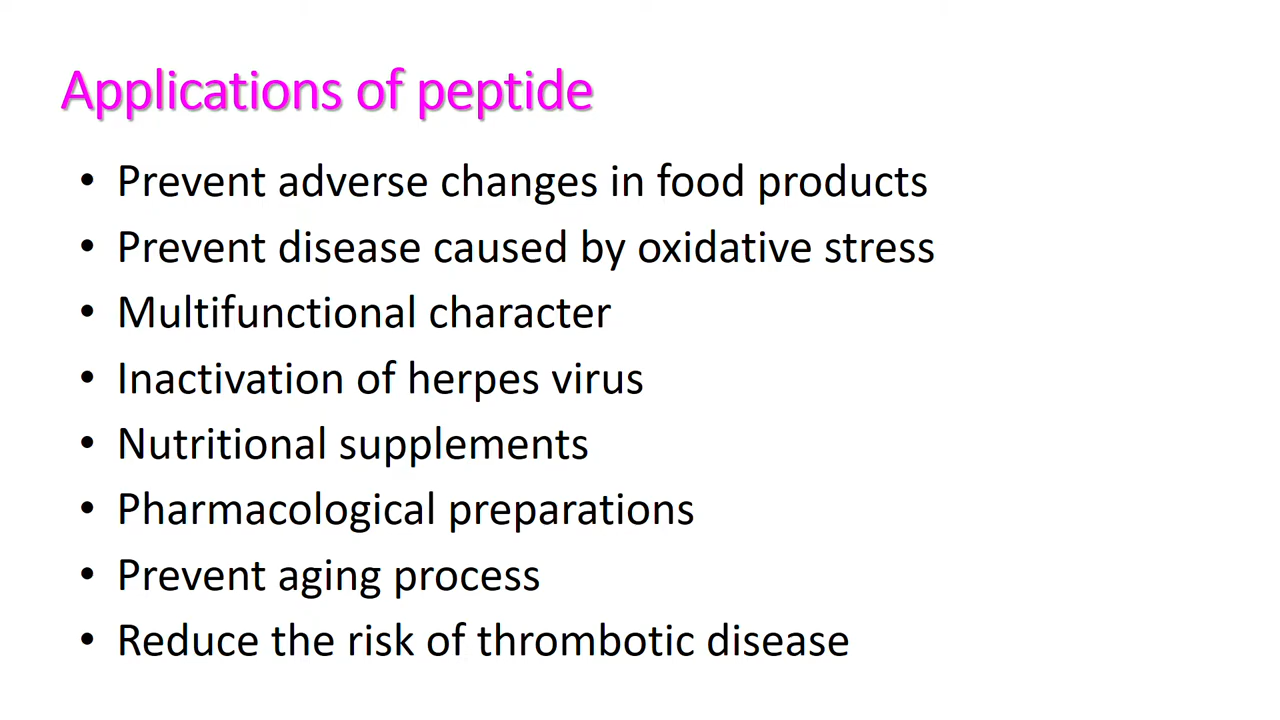 Applications of peptide
• Prevent adverse changes in food products
• Prevent disease caused by oxidative stress
• Multifunctional character
• Inactivation of herpes virus
• Nutritional supplements
• Pharmacological preparations
• Prevent aging process
• Reduce the risk of thrombotic disease